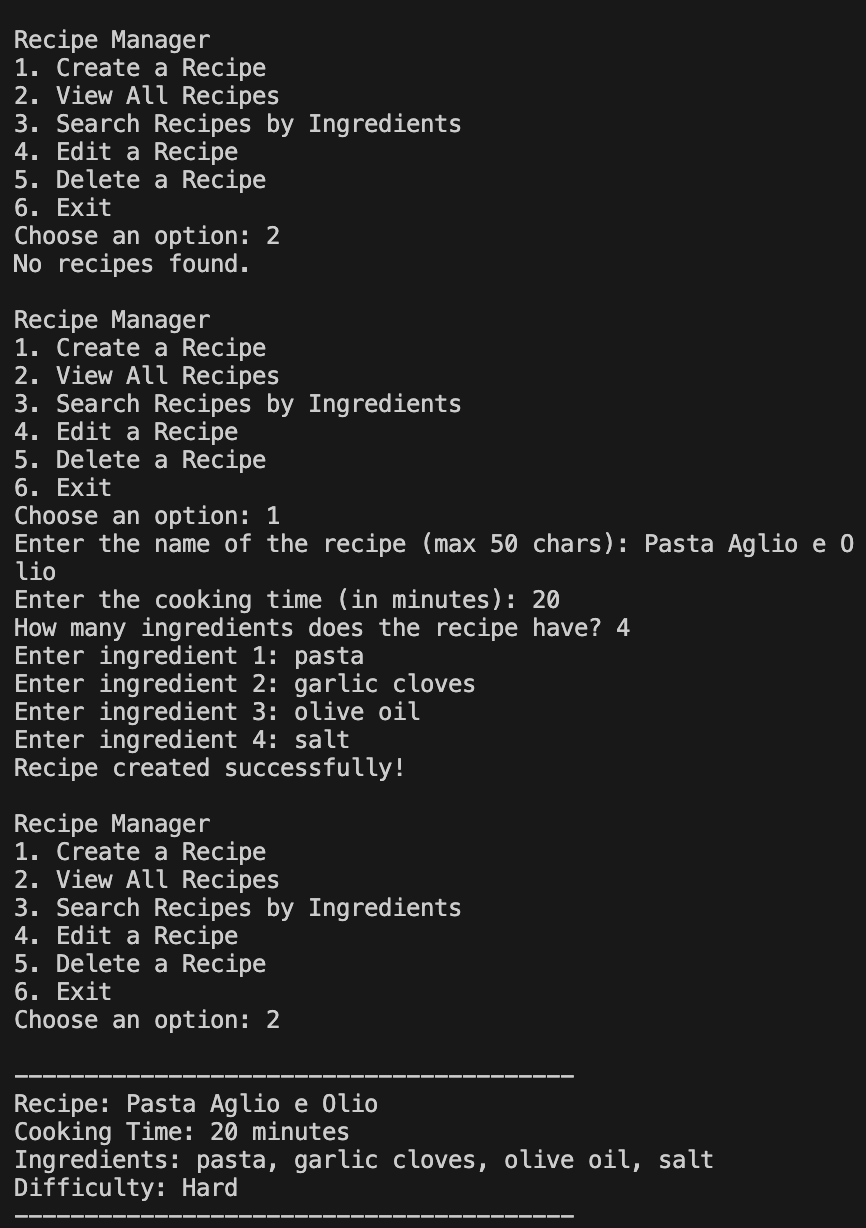 Recipe Manager
1. Create a Recipe
2. View All Recipes
3. Search Recipes by Ingredients
4. Edit a Recipe
5. Delete a Recipe
6. Exit
Choose an option: 2
No recipes found.

Recipe Manager
1. Create a Recipe
2. View All Recipes
3. Search Recipes by Ingredients
4. Edit a Recipe
5. Delete a Recipe
6. Exit
Choose an option: 1
Enter the name of the recipe (max 50 chars): Pasta Aglio e O
lio
Enter the cooking time (in minutes): 20
How many ingredients does the recipe have? 4
Enter ingredient 1: pasta
Enter ingredient 2: garlic cloves
Enter ingredient 3: olive oil
Enter ingredient 4: salt
Recipe created successfully!

Recipe Manager
1. Create a Recipe
2. View All Recipes
3. Search Recipes by Ingredients
4. Edit a Recipe
5. Delete a Recipe
6. Exit
Choose an option: 2

----------------------------------------
Recipe: Pasta Aglio e Olio
Cooking Time: 20 minutes
Ingredients: pasta, garlic cloves, olive oil, salt
Difficulty: Hard
----------------------------------------